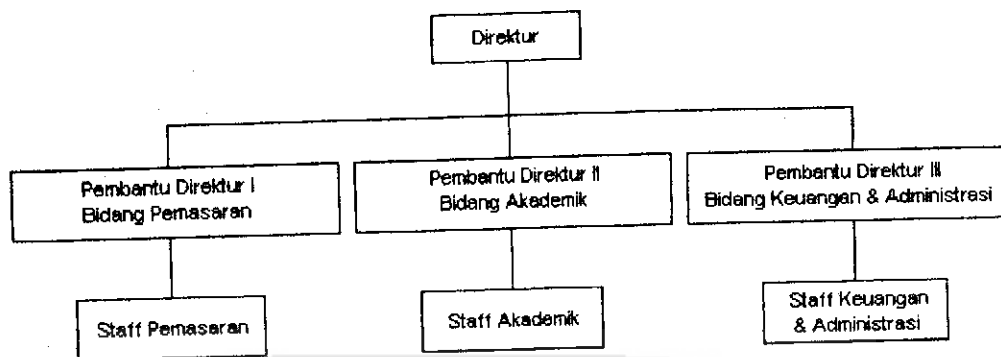 Direktur
Pembantu Direktur I
Bidang Pemasaran
Pembantu Direktur II
Bidang Akademik
Pembantu Direktur III
Bidang Keuangan & Administrasi
Staff Pemasaran
Staff Akademik
Staff Keuangan
& Administrasi